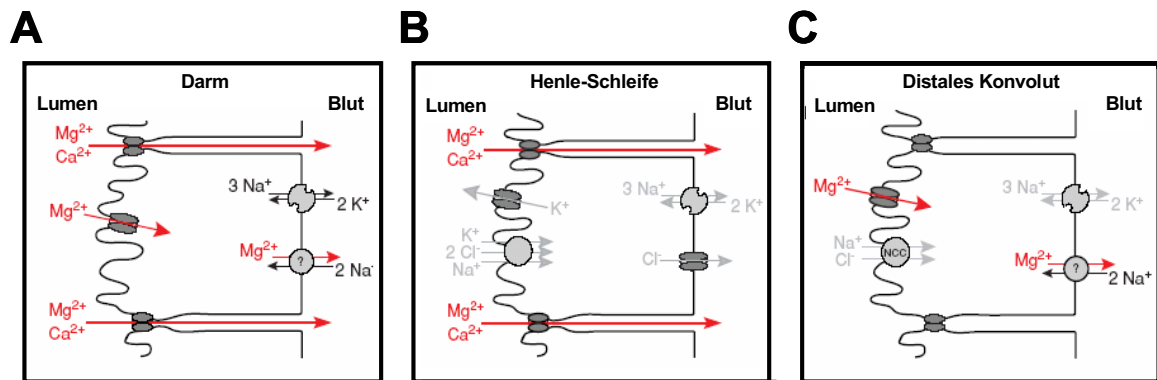 A
Darm
Lumen
Blut
Mg²⁺
Ca²⁺
3 Na⁺
2 K⁺
Mg²⁺
Mg²⁺
?
2 Na⁻
Mg²⁺
Ca²⁺
B
Henle-Schleife
Lumen
Blut
Mg²⁺
Ca²⁺
K⁺
3 Na⁺
2 K⁺
K⁺
2 Cl⁻
Na⁺
Cl⁻
Mg²⁺
Ca²⁺
C
Distales Konvolut
Lumen
Blut
Mg²⁺
3 Na⁺
2 K⁺
Na⁺
Cl⁻
NCC
Mg²⁺
?
2 Na⁺